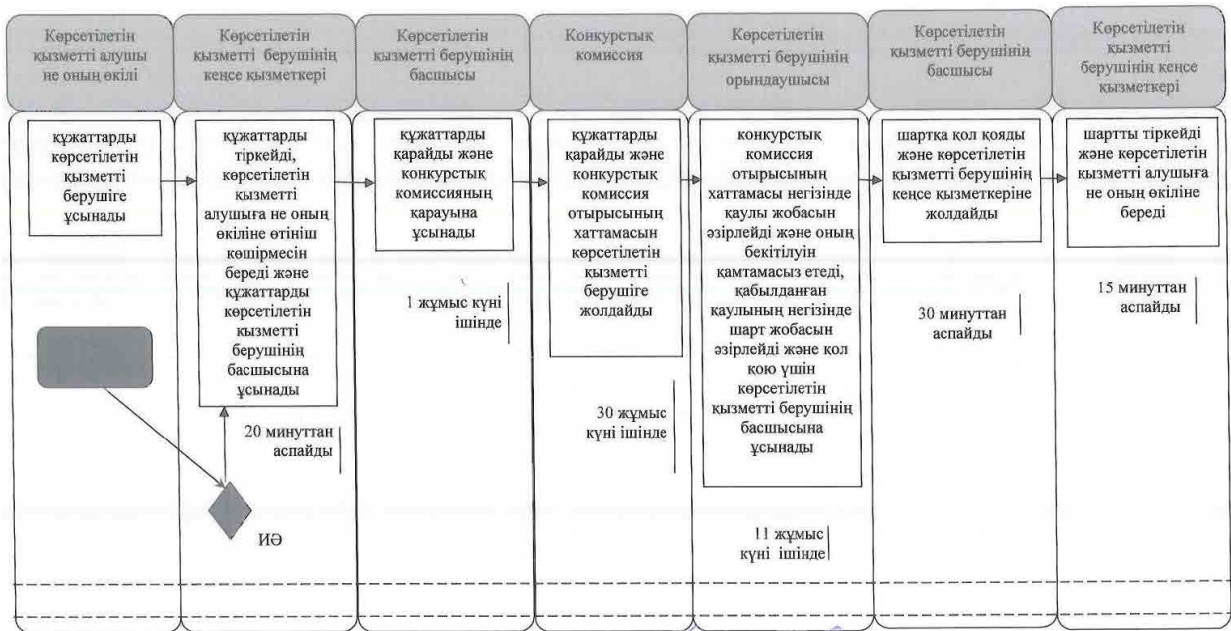 Көрсетілетін
қызметті алушы
не оның өкілі
Көрсетілетін
қызметті берушінің
кеңсе қызметкері
Көрсетілетін
қызметті берушінің
басшысы
Конкурстық
комиссия
Көрсетілетін
қызметті берушінің
орындаушысы
Көрсетілетін
қызметті берушінің
басшысы
Көрсетілетін
қызметті
берушінің кеңсе
қызметкері
құжаттарды
көрсетілетін
қызметті
берушіге
ұсынады
құжаттарды
тіркейді,
көрсетілетін
қызметті
алушыға не оның
өкіліне өтініш
көшірмесін
береді және
құжаттарды
көрсетілетін
қызметті
берушінің
басшысына
ұсынады
20 минуттан
аспайды
ИӘ
құжаттарды
қарайды және
конкурстық
комиссияның
қарауына
ұсынады
1 жұмыс күні
ішінде
құжаттарды
қарайды және
конкурстық
комиссия
отырысының
хаттамасын
көрсетілетін
қызметті
берушіге
жолдайды
30 жұмыс
күні ішінде
конкурстық
комиссия
отырысының
хаттамасы негізінде
қаулы жобасын
әзірлейді және оның
бекітілуін
қамтамасыз етеді,
қабылданған
қаулының негізінде
шарт жобасын
әзірлейді және қол
қою үшін
көрсетілетін
қызметті берушінің
басшысына
ұсынады
11 жұмыс
күні ішінде
шартқа қол қояды
және көрсетілетін
қызметті берушінің
кеңсе қызметкеріне
жолдайды
30 минуттан
аспайды
шартты тіркейді
және көрсетілетін
қызметті алушыға
не оның өкіліне
береді
15 минуттан
аспайды